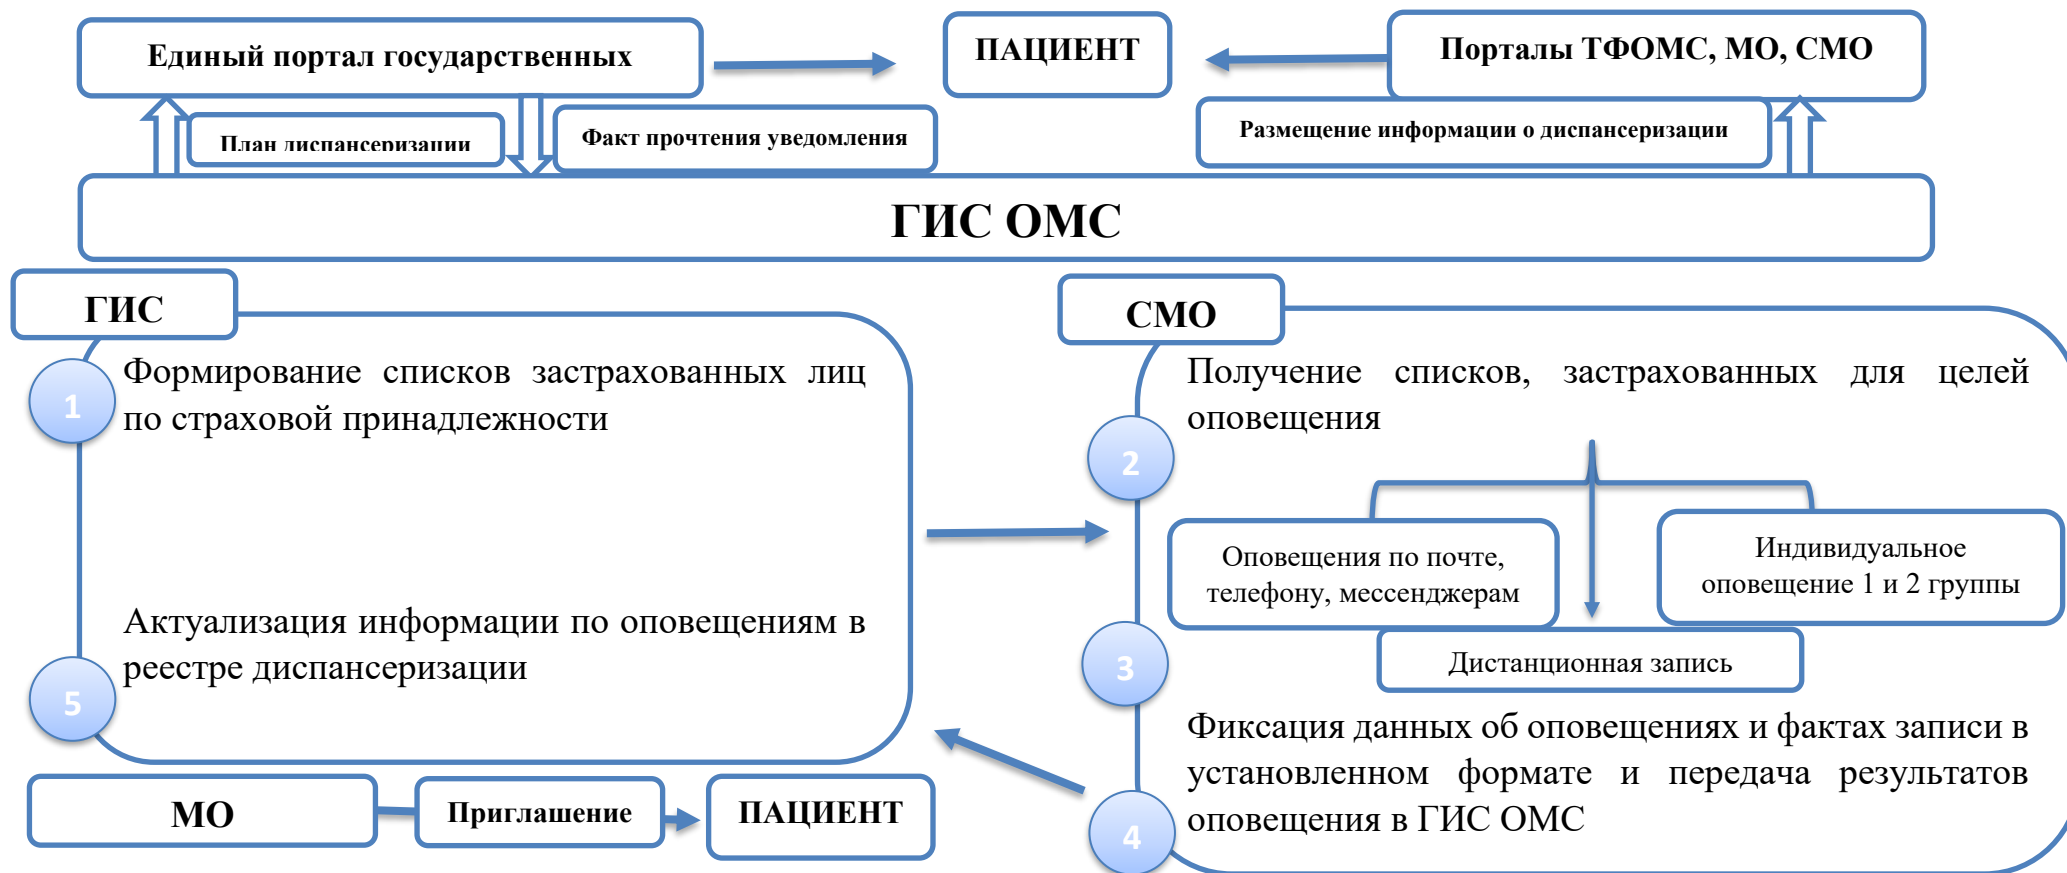 Единый портал государственных
ПАЦИЕНТ
Порталы ТФОМС, МО, СМО
План диспансеризации
Факт прочтения уведомления
Размещение информации о диспансеризации
ГИС ОМС
ГИС
1
Формирование списков застрахованных лиц
по страховой принадлежности
Актуализация информации по оповещениям в
реестре диспансеризации
5
СМО
Получение списков, застрахованных для целей
оповещения
2
Оповещения по почте,
телефону, мессенджерам
Индивидуальное
оповещение 1 и 2 группы
3
Дистанционная запись
Фиксация данных об оповещениях и фактах записи в
установленном формате и передача результатов
оповещения в ГИС ОМС
4
МО
Приглашение
ПАЦИЕНТ